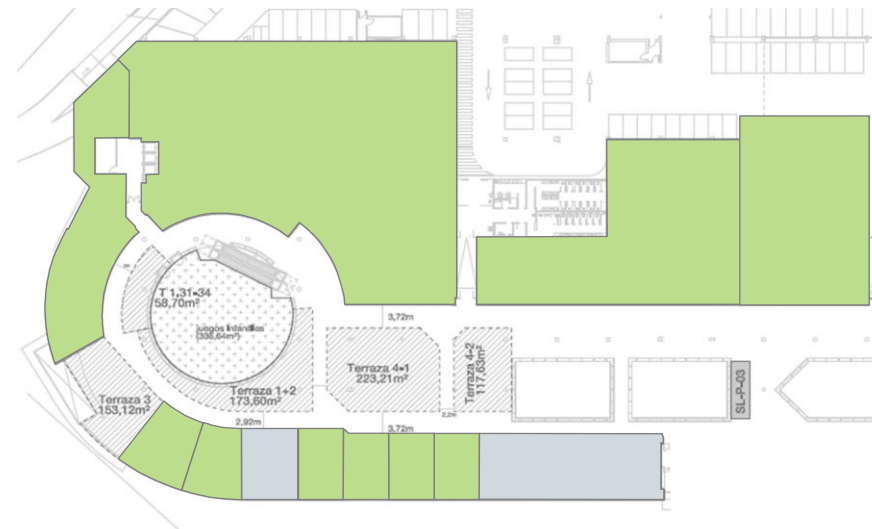 T 1.31-34
58,70m²
juegos infantiles
(336,64m²)
3,72m
Terraza 4-1
223,21m²
Terraza 4-2
117,63m²
SL-P-03
Terraza 1+2
173,60m²
Terraza 3
153,12m²
2,92m
3,72m
2,2m